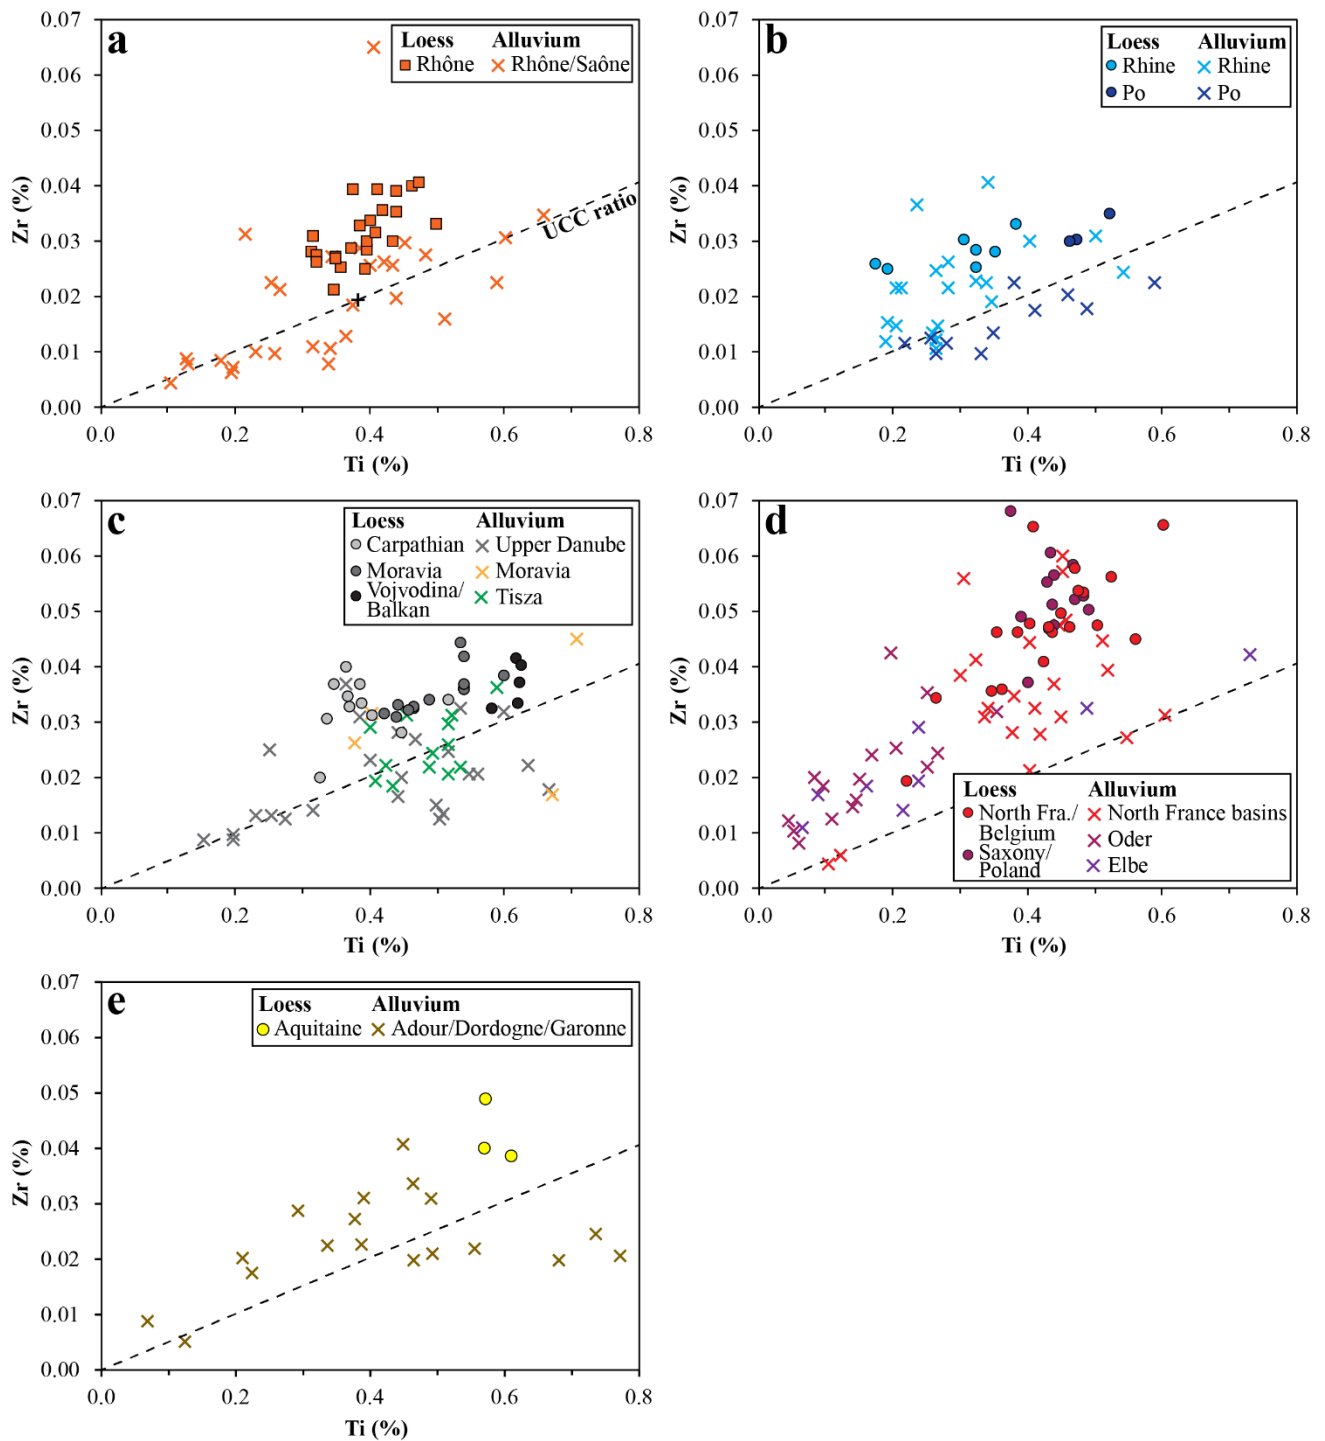 a
Loess Alluvium
Rhône Rhône/Saône
UCC ratio
0.07
0.06
0.05
0.04
0.03
0.02
0.01
0.00
Zr (%)
0.0 0.2 0.4 0.6 0.8
Ti (%)
b
Loess Alluvium
Rhine Rhine
Po Po
0.07
0.06
0.05
0.04
0.03
0.02
0.01
0.00
Zr (%)
0.0 0.2 0.4 0.6 0.8
Ti (%)
c
Loess Alluvium
Carpathian Upper Danube
Moravia Moravia
Vojvodina/ Tisza
Balkan
0.07
0.06
0.05
0.04
0.03
0.02
0.01
0.00
Zr (%)
0.0 0.2 0.4 0.6 0.8
Ti (%)
d
0.07
0.06
0.05
0.04
0.03
0.02
0.01
0.00
Zr (%)
Loess Alluvium
North Fra./ North France basins
Belgium Oder
Saxony/
Poland Elbe
0.0 0.2 0.4 0.6 0.8
Ti (%)
e
Loess Alluvium
Aquitaine Adour/Dordogne/Garonne
0.07
0.06
0.05
0.04
0.03
0.02
0.01
0.00
Zr (%)
0.0 0.2 0.4 0.6 0.8
Ti (%)